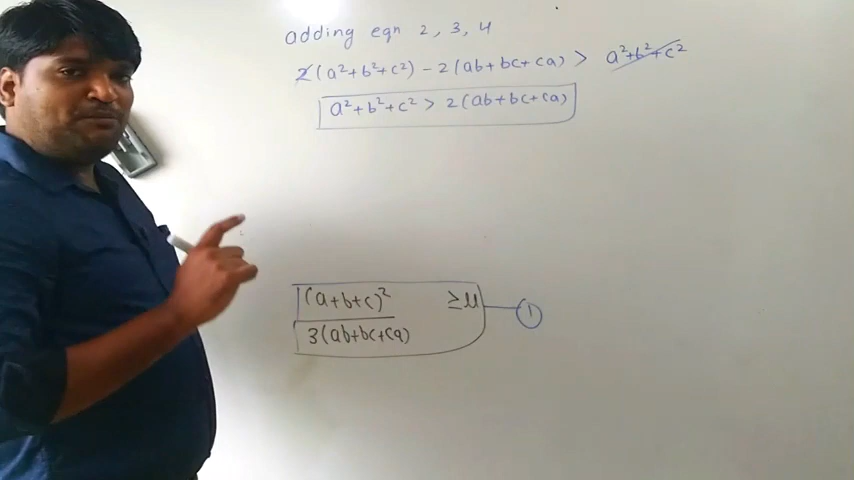 adding eqn 2, 3, 4
2(a²+b²+c²) - 2(ab+bc+ca) > a²+b²+c²
a²+b²+c² > 2(ab+bc+ca)
(a+b+c)² ≥ μ
3(ab+bc+ca)
1